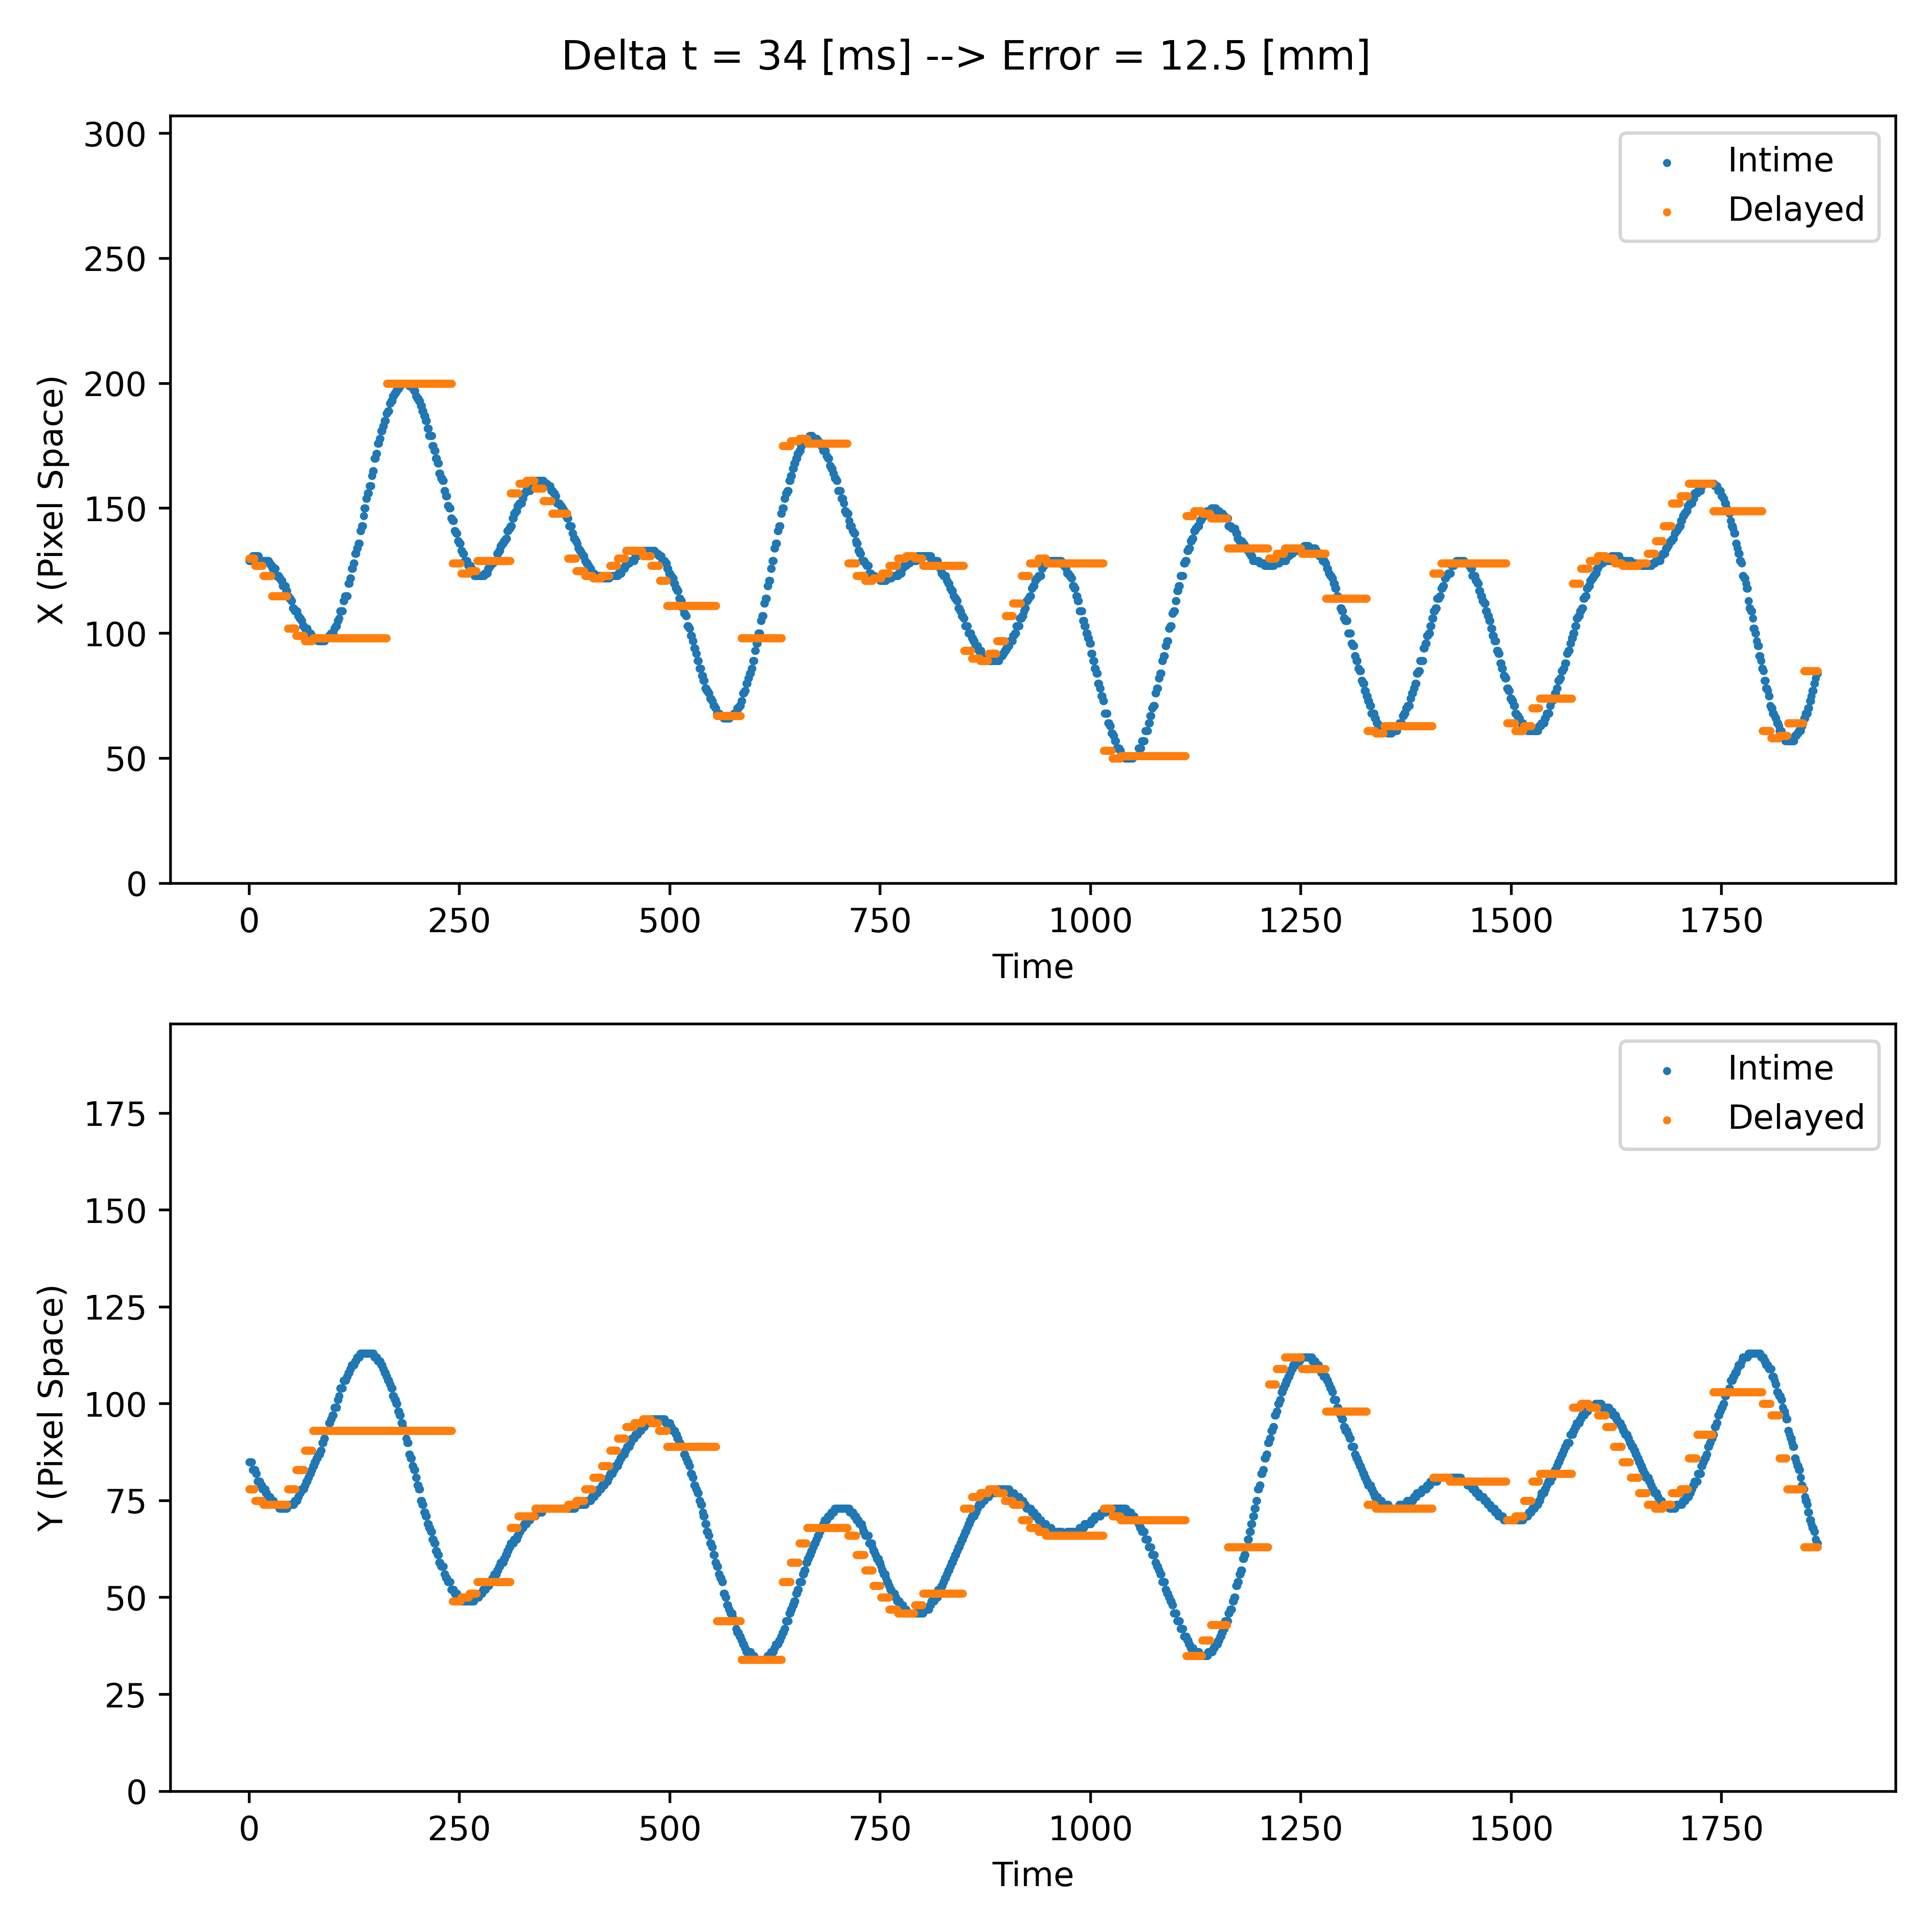 Delta t = 34 [ms] --> Error = 12.5 [mm]
300
250
200
150
100
50
0
X (Pixel Space)
Intime
Delayed
0 250 500 750 1000 1250 1500 1750
Time
175
150
125
100
75
50
25
0
Y (Pixel Space)
Intime
Delayed
0 250 500 750 1000 1250 1500 1750
Time